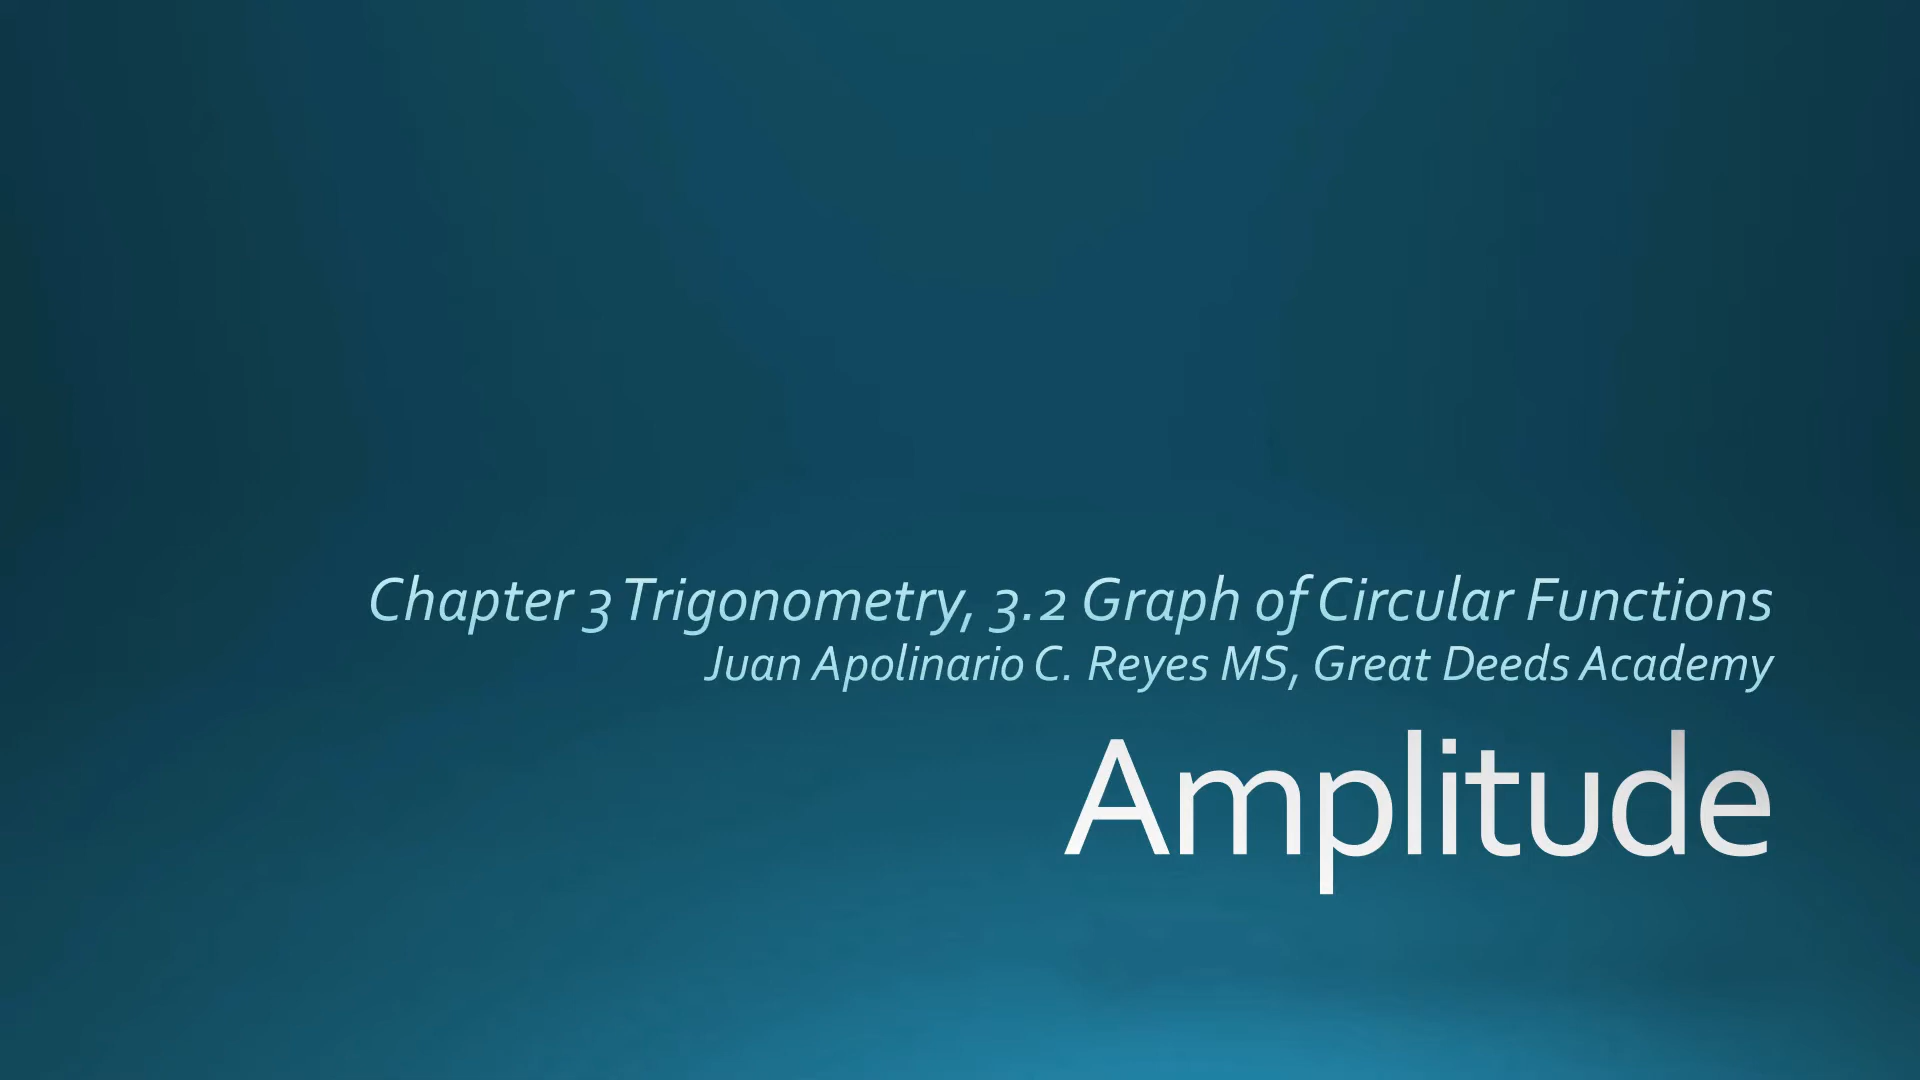 Chapter 3 Trigonometry, 3.2 Graph of Circular Functions
Juan Apolinario C. Reyes MS, Great Deeds Academy
Amplitude